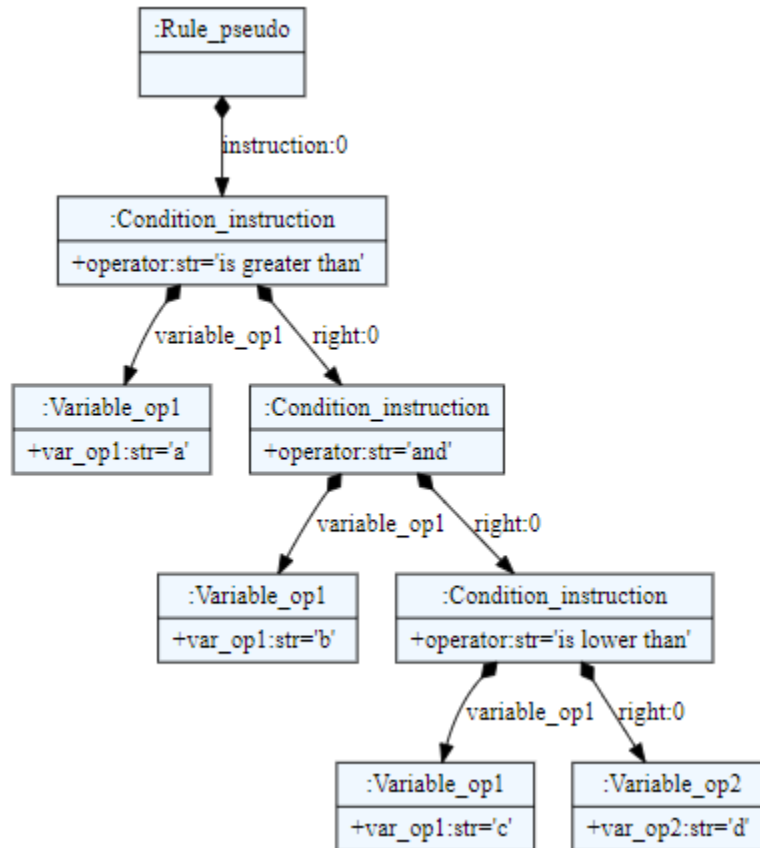 :Rule_pseudo
instruction:0
:Condition_instruction
+operator:str='is greater than'
variable_op1
right:0
:Variable_op1
+var_op1:str='a'
:Condition_instruction
+operator:str='and'
variable_op1
right:0
:Variable_op1
+var_op1:str='b'
:Condition_instruction
+operator:str='is lower than'
variable_op1
right:0
:Variable_op1
+var_op1:str='c'
:Variable_op2
+var_op2:str='d'